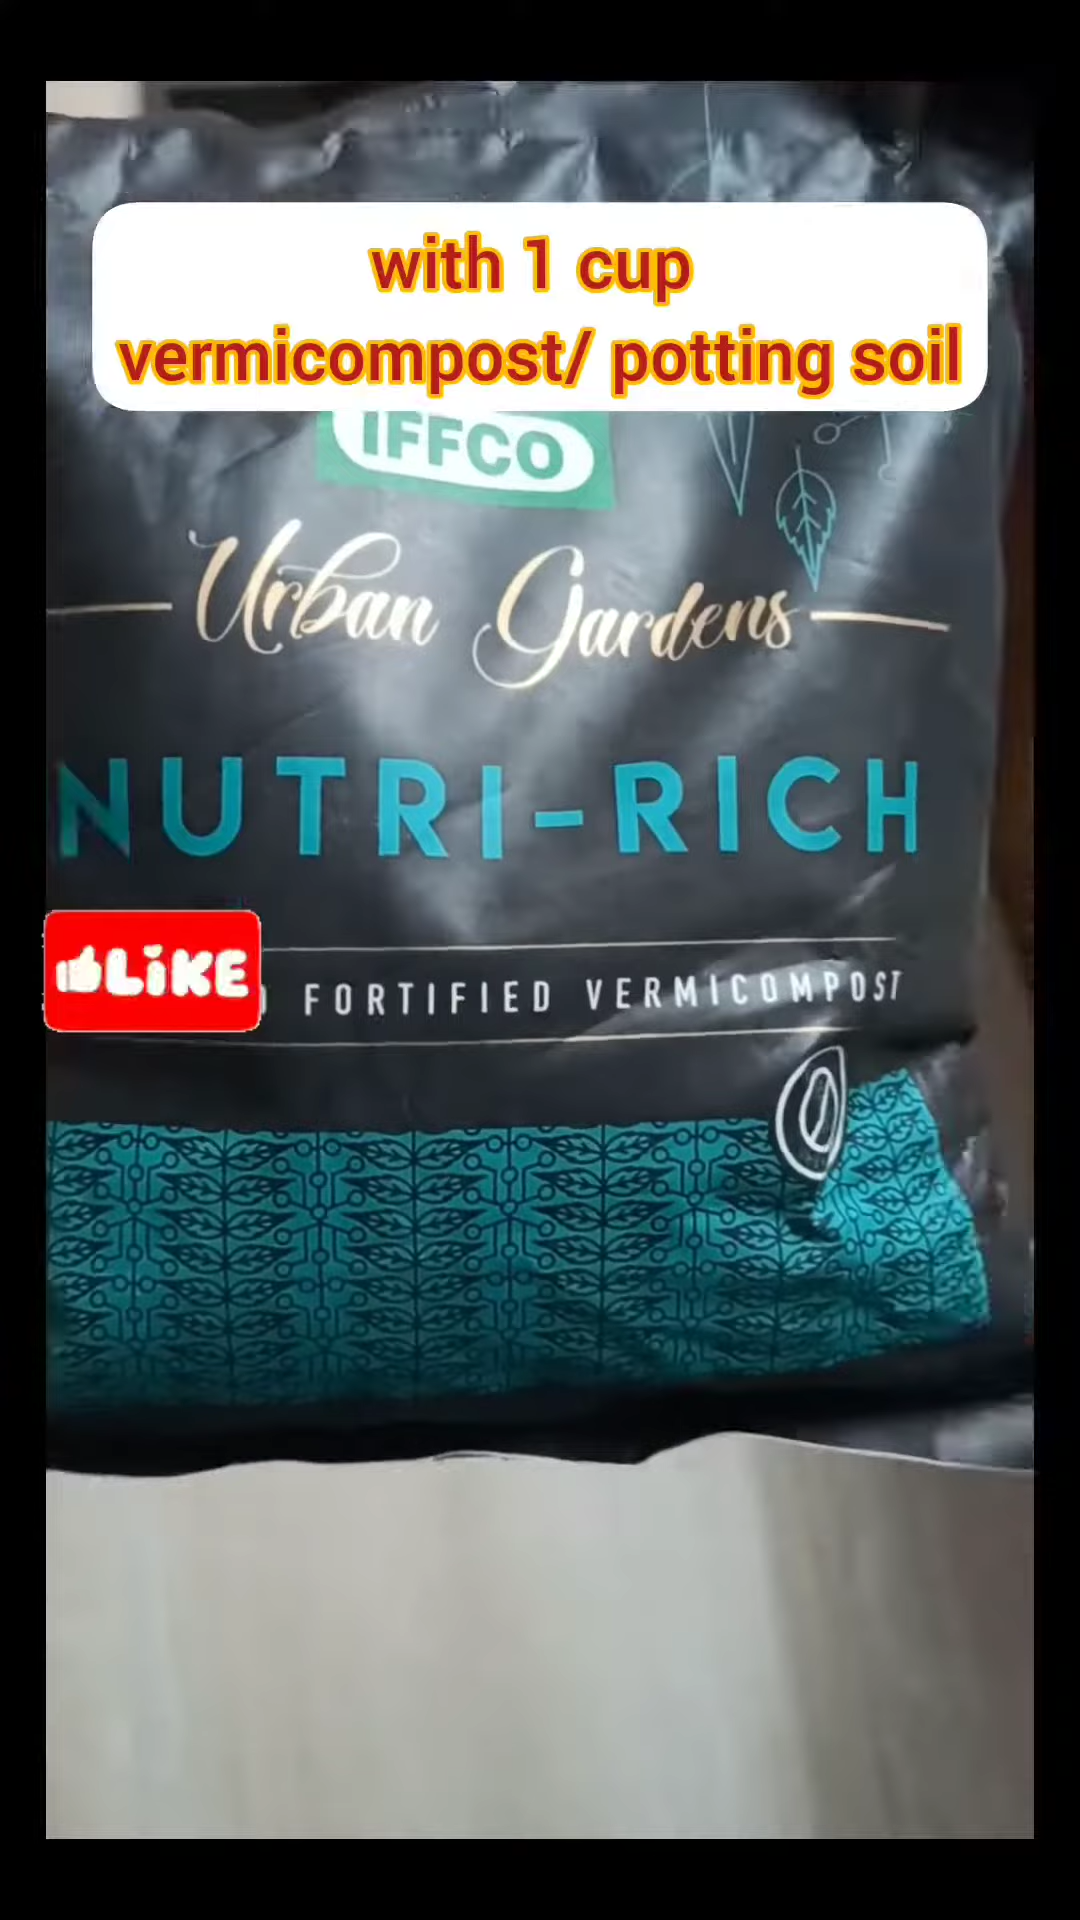 with 1 cup
vermicompost/ potting soil
IFFCO
Urban Gardens
NUTRI-RICH
LiKE
FORTIFIED VERMICOMPOST